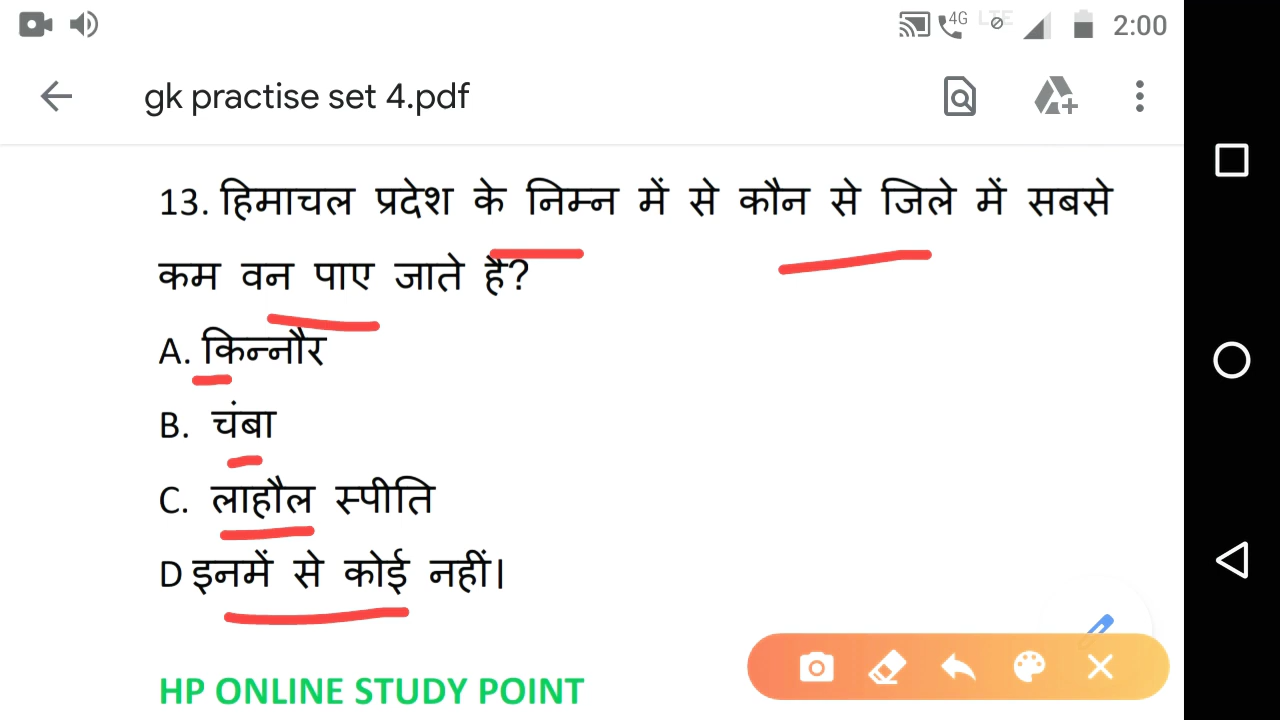 4G LTE 2:00
gk practise set 4.pdf
13. हिमाचल प्रदेश के निम्न में से कौन से जिले में सबसे
कम वन पाए जाते है?
A. किन्नौर
B. चंबा
C. लाहौल स्पीति
D इनमें से कोई नहीं।
HP ONLINE STUDY POINT